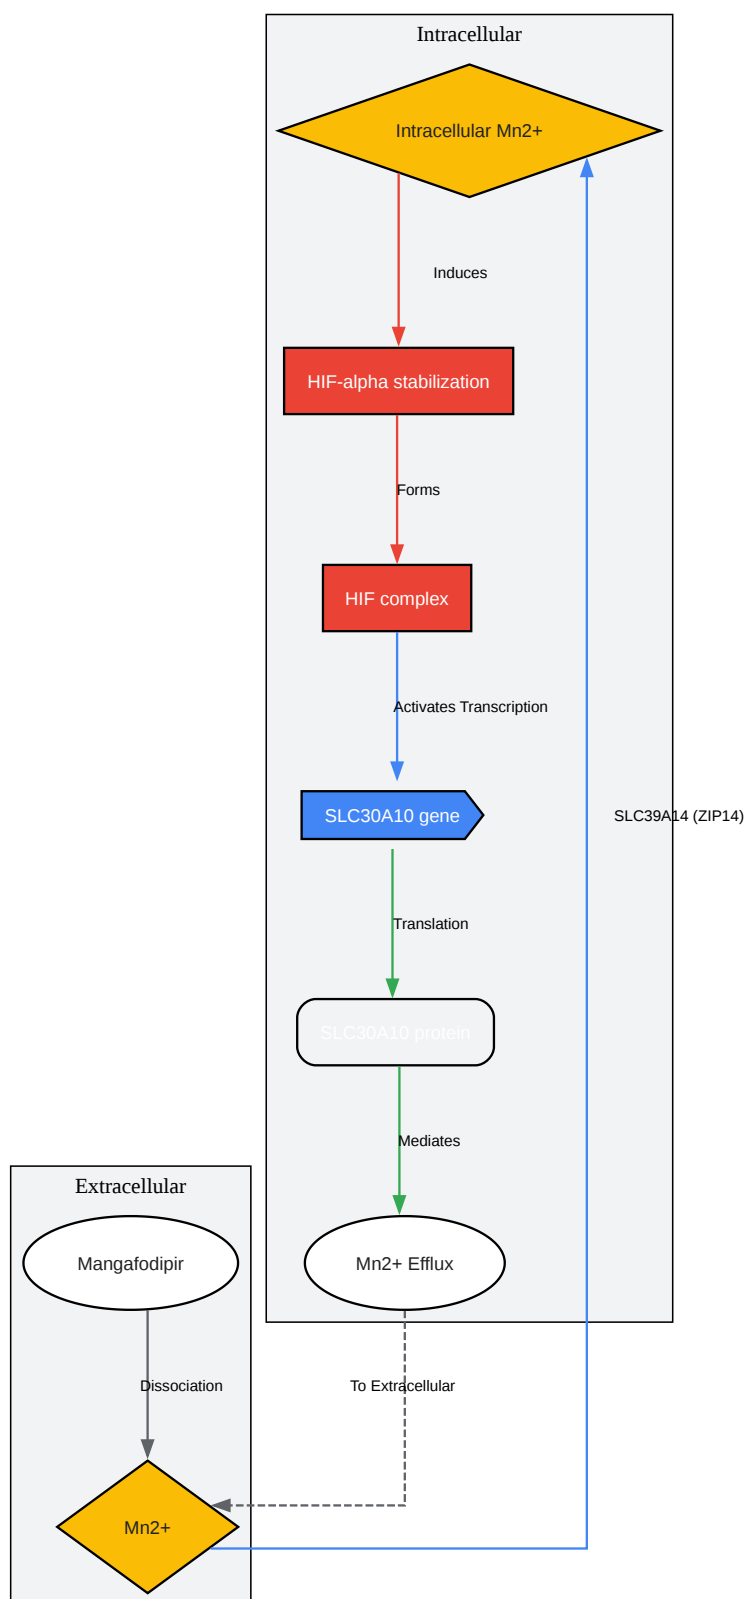 Intracellular
Intracellular Mn2+
Induces
HIF-alpha stabilization
Forms
HIF complex
Activates Transcription
SLC30A10 gene
SLC39A14 (ZIP14)
Translation
SLC30A10 protein
Mediates
Extracellular
Mangafodipir
Mn2+ Efflux
Dissociation
To Extracellular
Mn2+